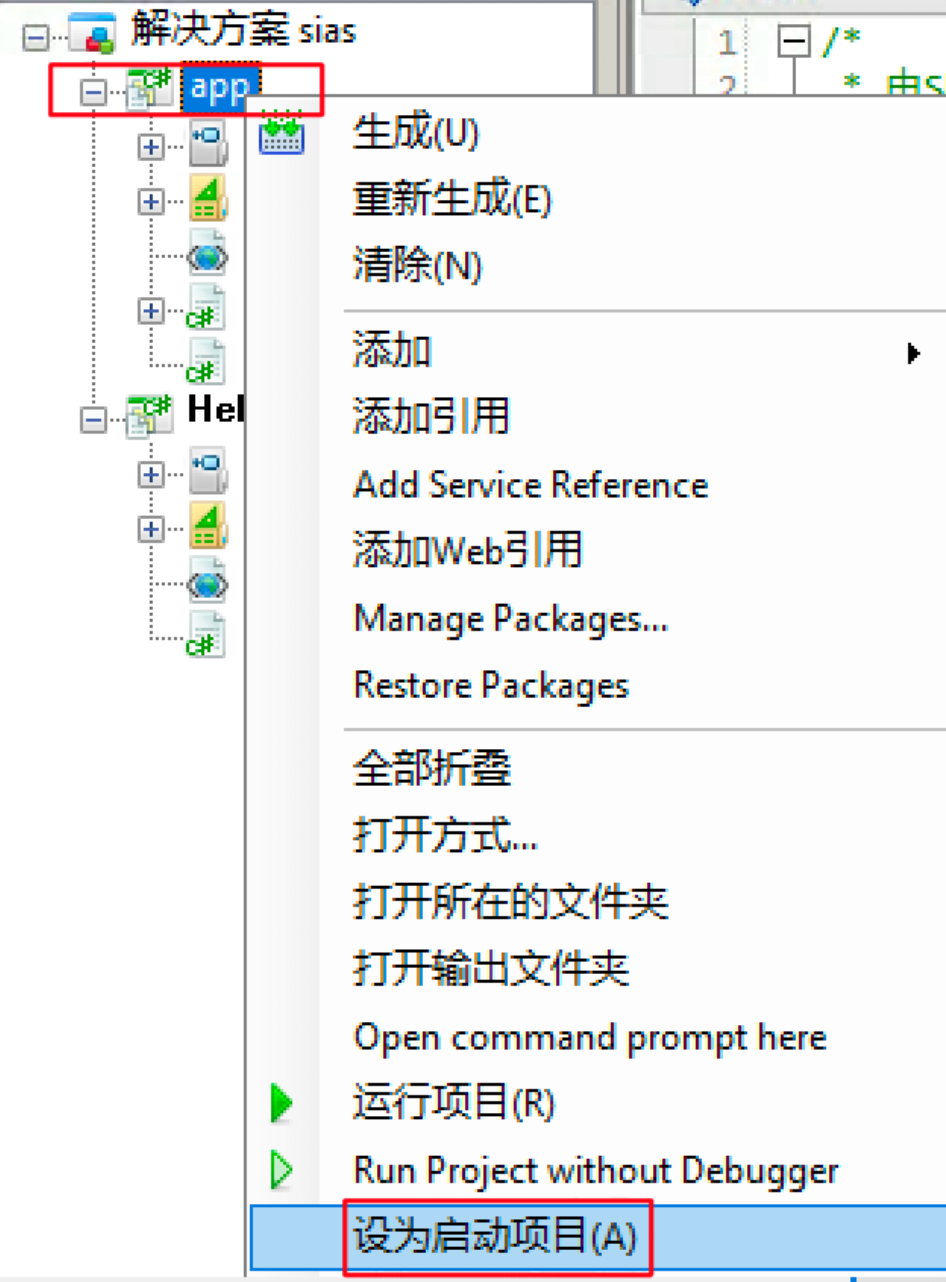 解决方案 sias
1
/*
app
2
* 由S
生成(U)
重新生成(E)
清除(N)
添加
添加引用
Hel
Add Service Reference
添加Web引用
Manage Packages...
Restore Packages
全部折叠
打开方式...
打开所在的文件夹
打开输出文件夹
Open command prompt here
运行项目(R)
Run Project without Debugger
设为启动项目(A)